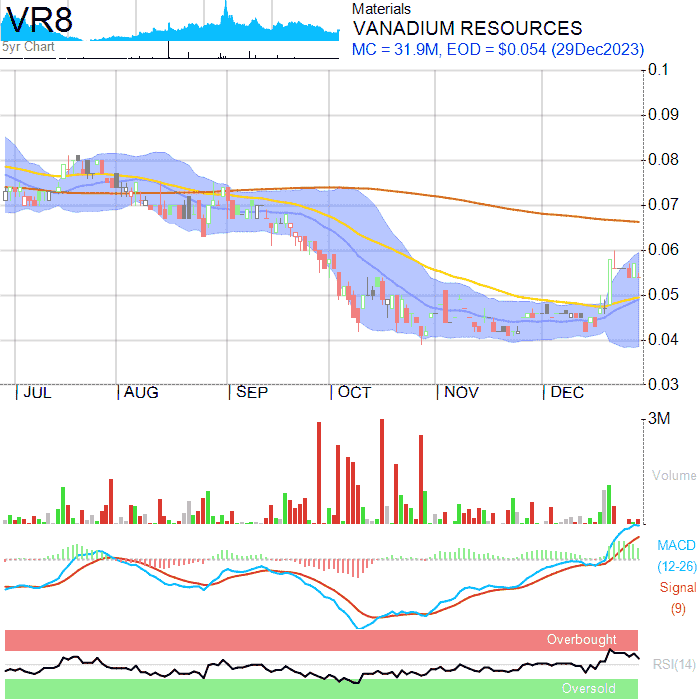 VR8
5yr Chart
Materials
VANADIUM RESOURCES
MC = 31.9M, EOD = $0.054 (29Dec2023)
0.1
0.09
0.08
0.07
0.06
0.05
0.04
0.03
JUL AUG SEP OCT NOV DEC
3M
Volume
MACD
(12-26)
Signal
(9)
Overbought
RSI(14)
Oversold